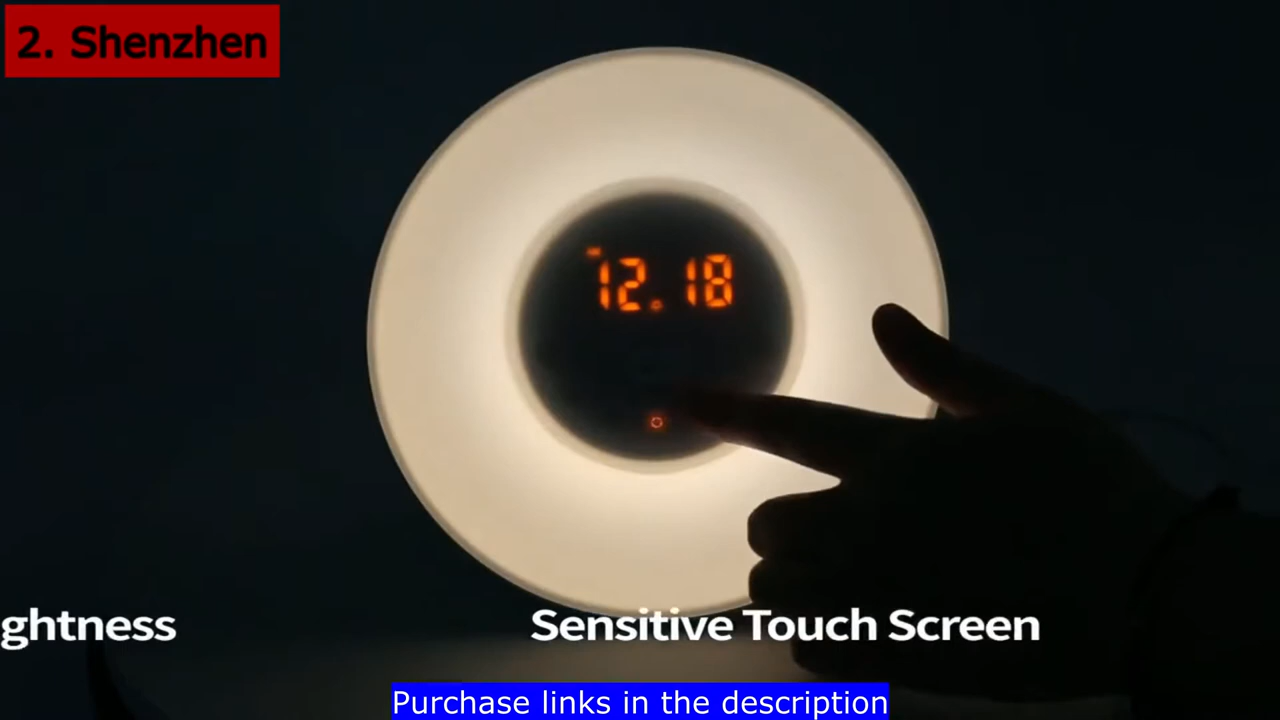 2. Shenzhen
12.18
ghtness
Sensitive Touch Screen
Purchase links in the description